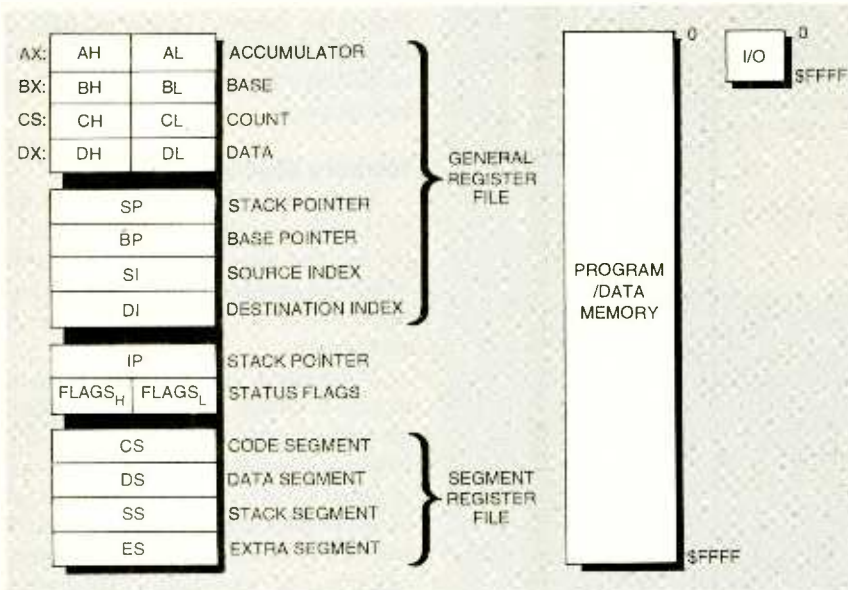 AX: AH AL ACCUMULATOR
BX: BH BL BASE
CS: CH CL COUNT
DX: DH DL DATA
SP STACK POINTER
BP BASE POINTER
SI SOURCE INDEX
DI DESTINATION INDEX
GENERAL
REGISTER
FILE
IP STACK POINTER
FLAGSH FLAGSL STATUS FLAGS
CS CODE SEGMENT
DS DATA SEGMENT
SS STACK SEGMENT
ES EXTRA SEGMENT
SEGMENT
REGISTER
FILE
0
PROGRAM
/DATA
MEMORY
$FFFF
I/O
0
$FFFF